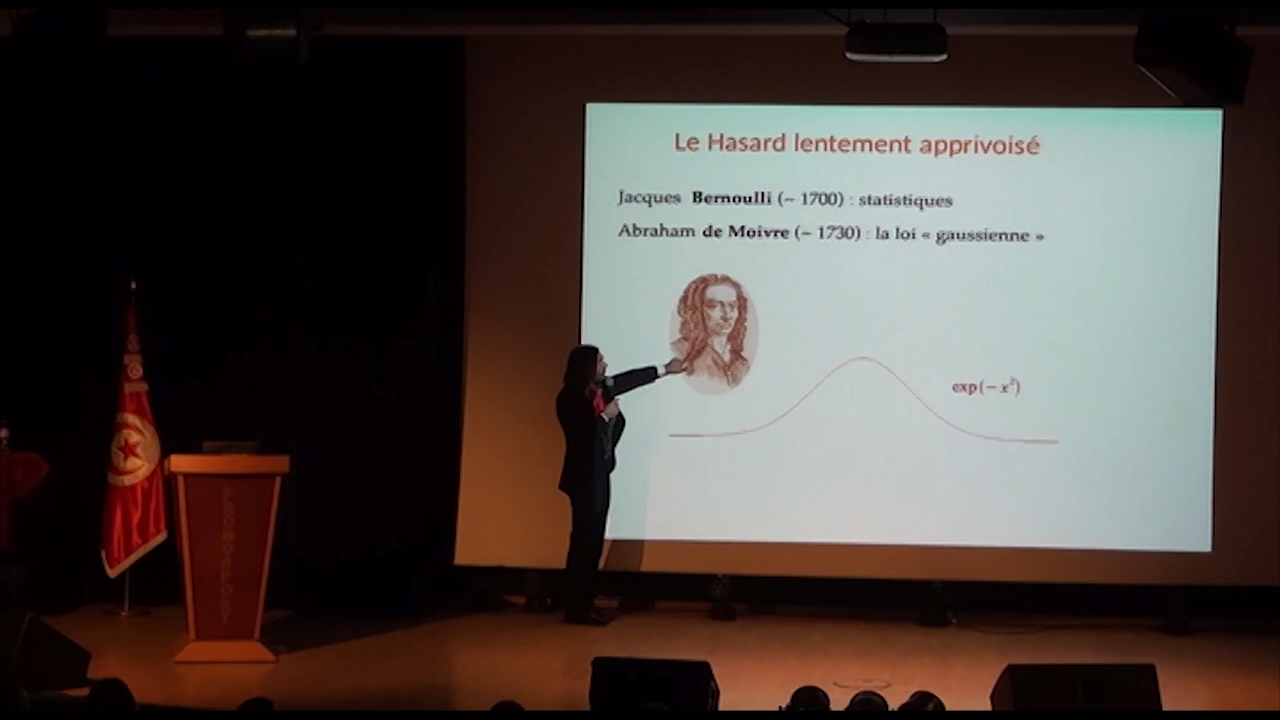 Le Hasard lentement apprivoisé
Jacques Bernoulli (~ 1700) : statistiques
Abraham de Moivre (~ 1730) : la loi « gaussienne »
exp(−x²)